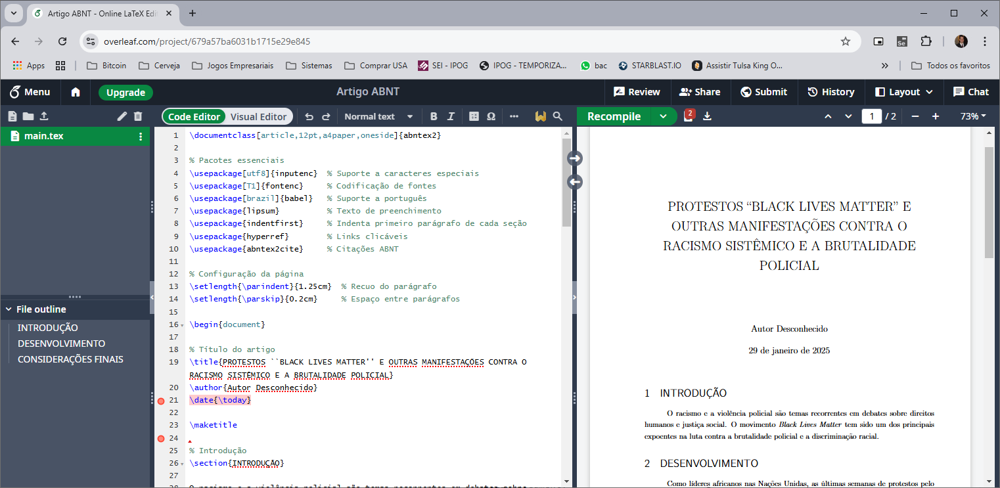 Artigo ABNT - Online LaTeX Edi
overleaf.com/project/679a57ba6031b1715e29e845
Apps
Bitcoin
Cerveja
Jogos Empresariais
Sistemas
Comprar USA
SEI - IPOG
IPOG - TEMPORIZA...
bac
STARBLAST.IO
Assistir Tulsa King O...
»
Todos os favoritos
Menu
Upgrade
Artigo ABNT
Review
Share
Submit
History
Layout
Chat
Code Editor
Visual Editor
Normal text
B
I
Ω
Recompile
2
1 / 2
73%
main.tex
File outline
INTRODUÇÃO
DESENVOLVIMENTO
CONSIDERAÇÕES FINAIS
1 \documentclass[article,12pt,a4paper,oneside]{abntex2}
2
3 % Pacotes essenciais
4 \usepackage[utf8]{inputenc} % Suporte a caracteres especiais
5 \usepackage[T1]{fontenc} % Codificação de fontes
6 \usepackage[brazil]{babel} % Suporte a português
7 \usepackage{lipsum} % Texto de preenchimento
8 \usepackage{indentfirst} % Indenta primeiro parágrafo de cada seção
9 \usepackage{hyperref} % Links clicáveis
10 \usepackage{abntex2cite} % Citações ABNT
11
12 % Configuração da página
13 \setlength{\parindent}{1.25cm} % Recuo do parágrafo
14 \setlength{\parskip}{0.2cm} % Espaço entre parágrafos
15
16 \begin{document}
17
18 % Título do artigo
19 \title{PROTESTOS ``BLACK LIVES MATTER'' E OUTRAS MANIFESTAÇÕES CONTRA O
RACISMO SISTÊMICO E A BRUTALIDADE POLICIAL}
20 \author{Autor Desconhecido}
21 \date{\today}
22
23 \maketitle
24
25 % Introdução
26 \section{INTRODUÇÃO}
27
28 O racismo e a violência policial são temas recorrentes em debates sobre
PROTESTOS “BLACK LIVES MATTER” E
OUTRAS MANIFESTAÇÕES CONTRA O
RACISMO SISTÊMICO E A BRUTALIDADE
POLICIAL
Autor Desconhecido
29 de janeiro de 2025
1 INTRODUÇÃO
O racismo e a violência policial são temas recorrentes em debates sobre direitos
humanos e justiça social. O movimento Black Lives Matter tem sido um dos principais
expoentes na luta contra a brutalidade policial e a discriminação racial.
2 DESENVOLVIMENTO
Como líderes africanos nas Nações Unidas, as últimas semanas de protestos pelo